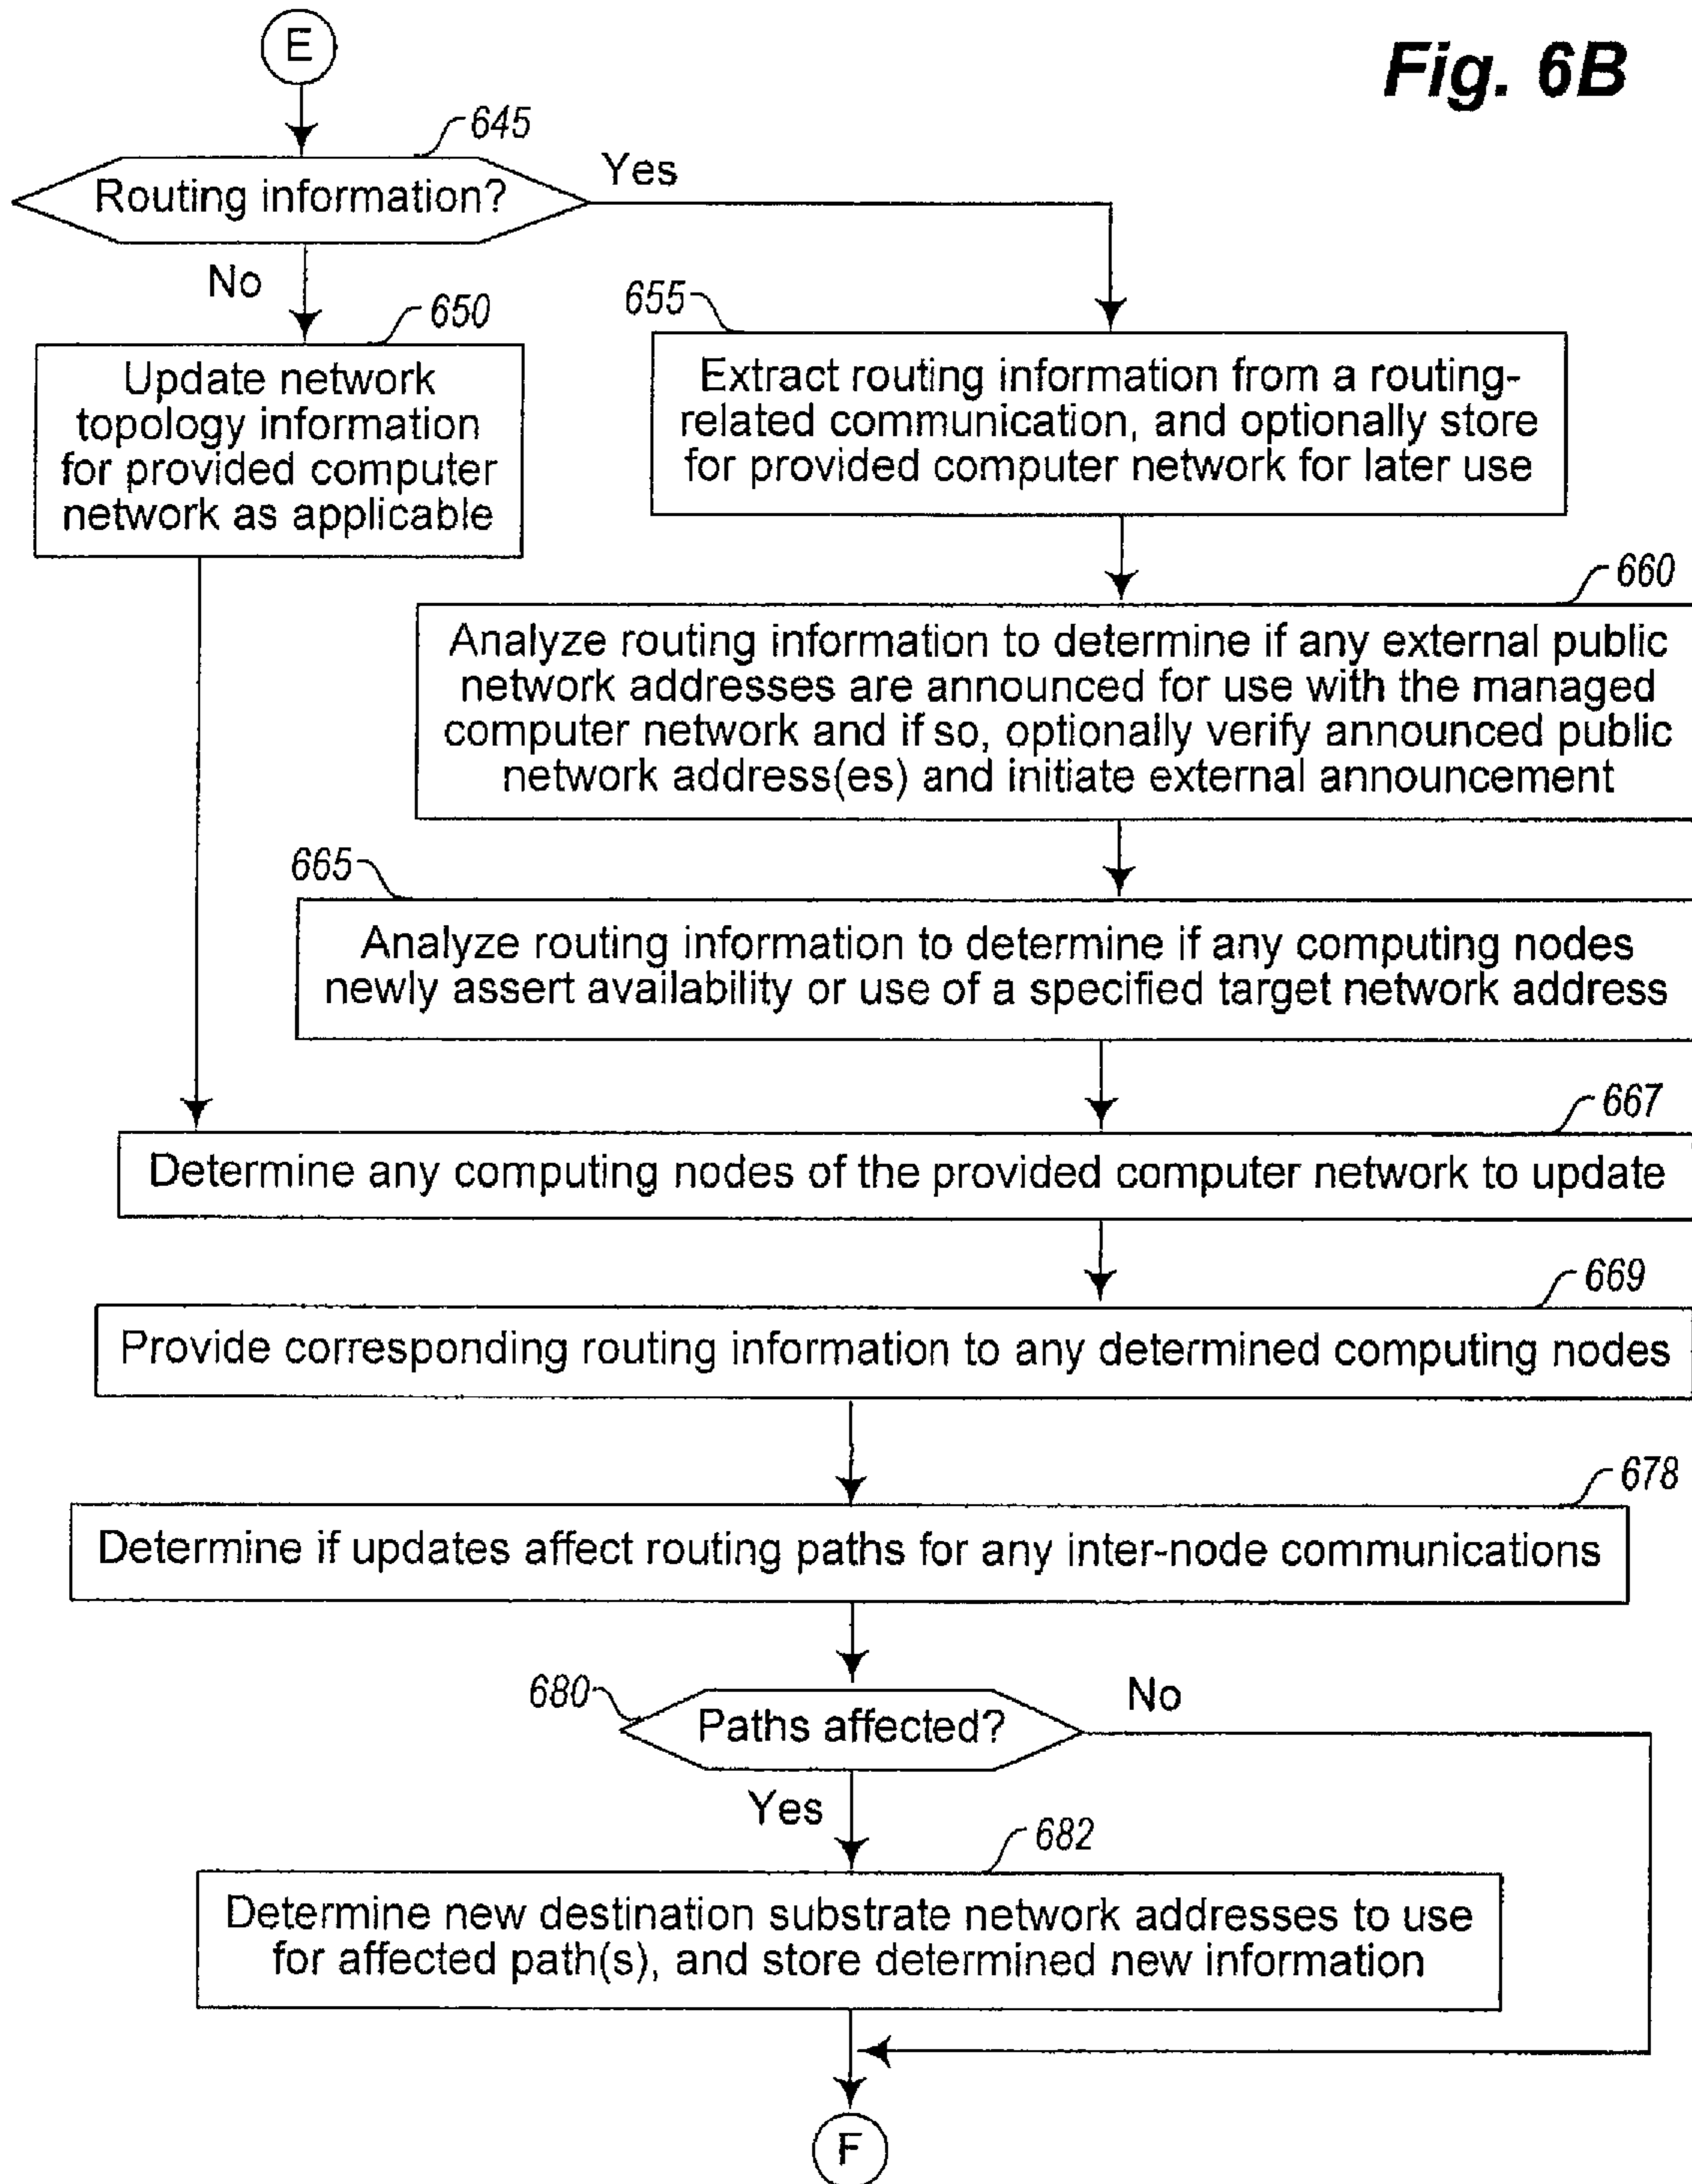 Fig. 6B
E
645
Routing information?
Yes
No
650
Update network
topology information
for provided computer
network as applicable
655
Extract routing information from a routing-
related communication, and optionally store
for provided computer network for later use
660
Analyze routing information to determine if any external public
network addresses are announced for use with the managed
computer network and if so, optionally verify announced public
network address(es) and initiate external announcement
665
Analyze routing information to determine if any computing nodes
newly assert availability or use of a specified target network address
667
Determine any computing nodes of the provided computer network to update
669
Provide corresponding routing information to any determined computing nodes
678
Determine if updates affect routing paths for any inter-node communications
680
Paths affected?
No
Yes
682
Determine new destination substrate network addresses to use
for affected path(s), and store determined new information
F